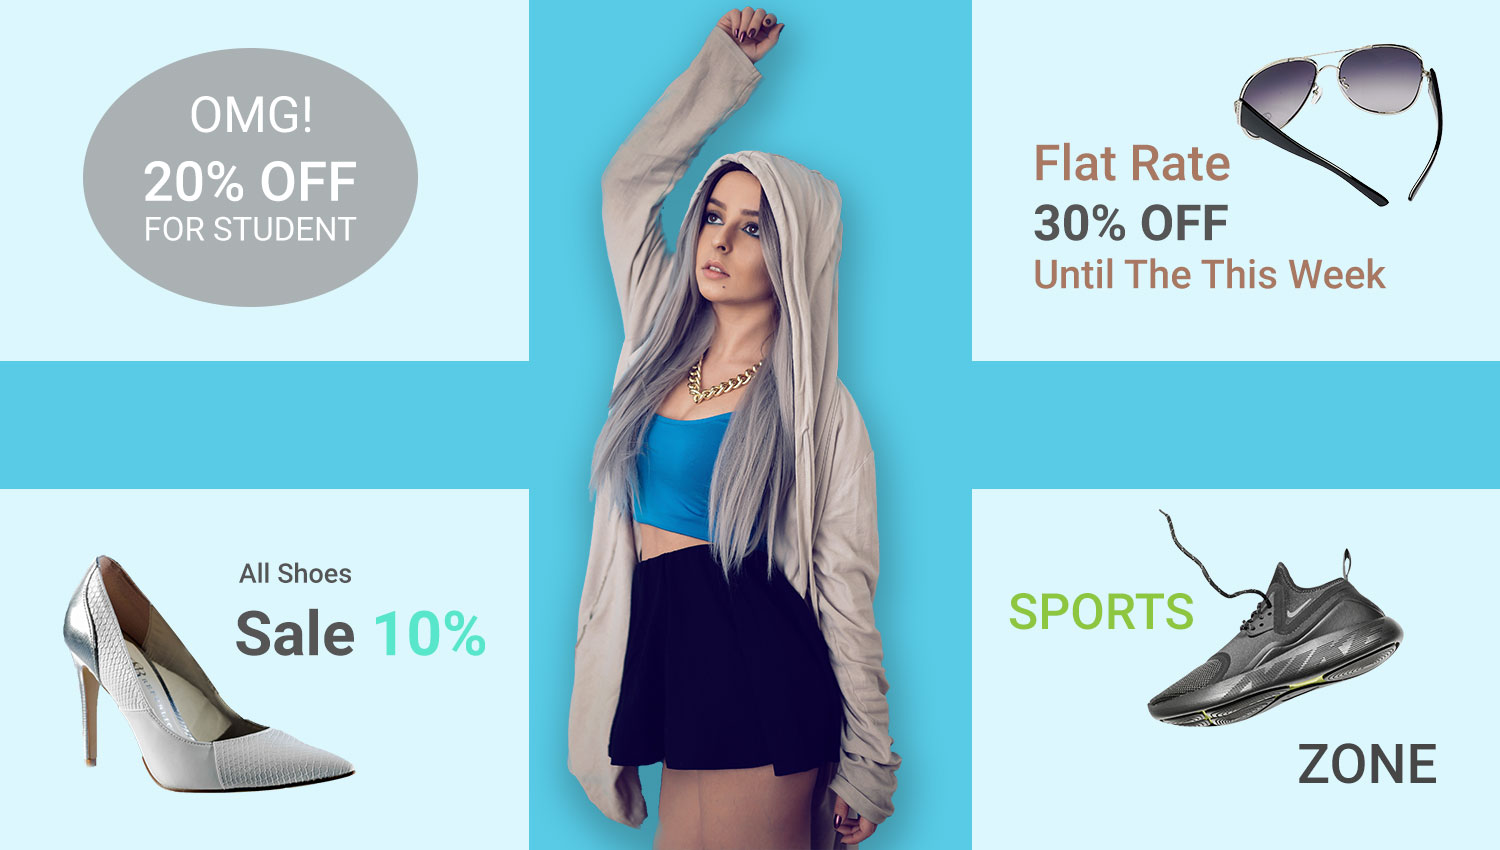 OMG!
20% OFF
FOR STUDENT
Flat Rate
30% OFF
Until The This Week
All Shoes
Sale 10%
SPORTS
ZONE